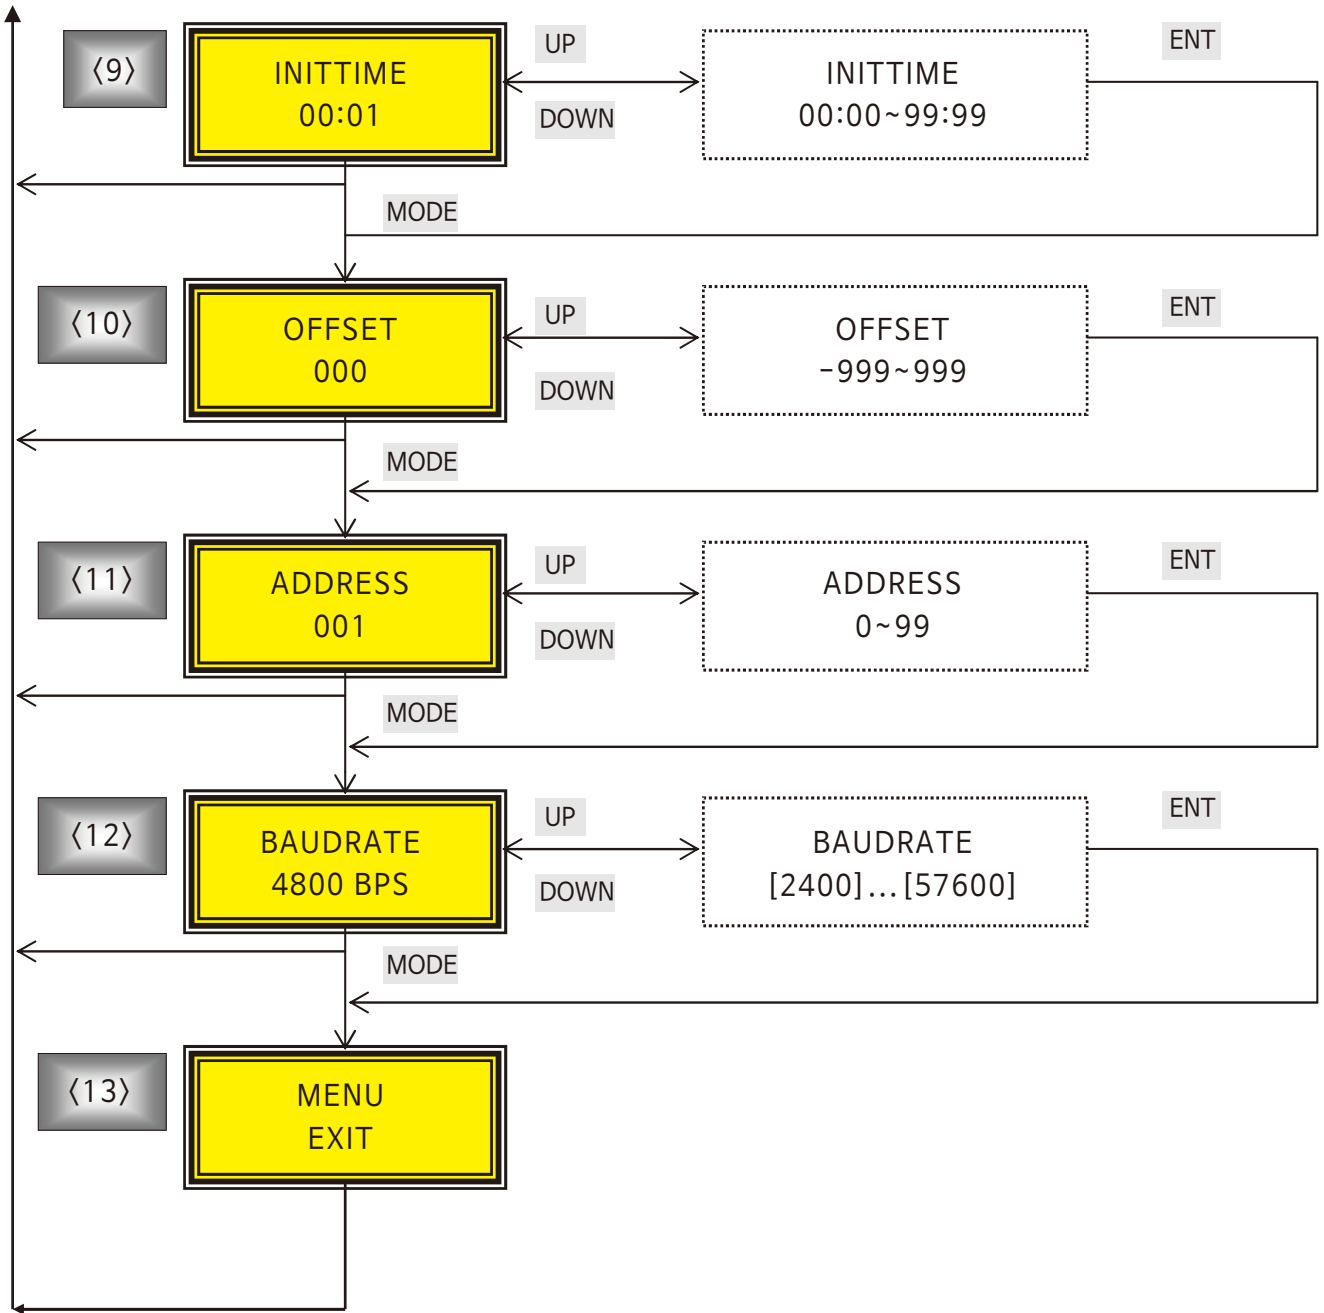 〈9〉
INITTIME
00:01
UP
DOWN
INITTIME
00:00~99:99
ENT
MODE
〈10〉
OFFSET
000
UP
DOWN
OFFSET
-999~999
ENT
MODE
〈11〉
ADDRESS
001
UP
DOWN
ADDRESS
0~99
ENT
MODE
〈12〉
BAUDRATE
4800 BPS
UP
DOWN
BAUDRATE
[2400]...[57600]
ENT
MODE
〈13〉
MENU
EXIT